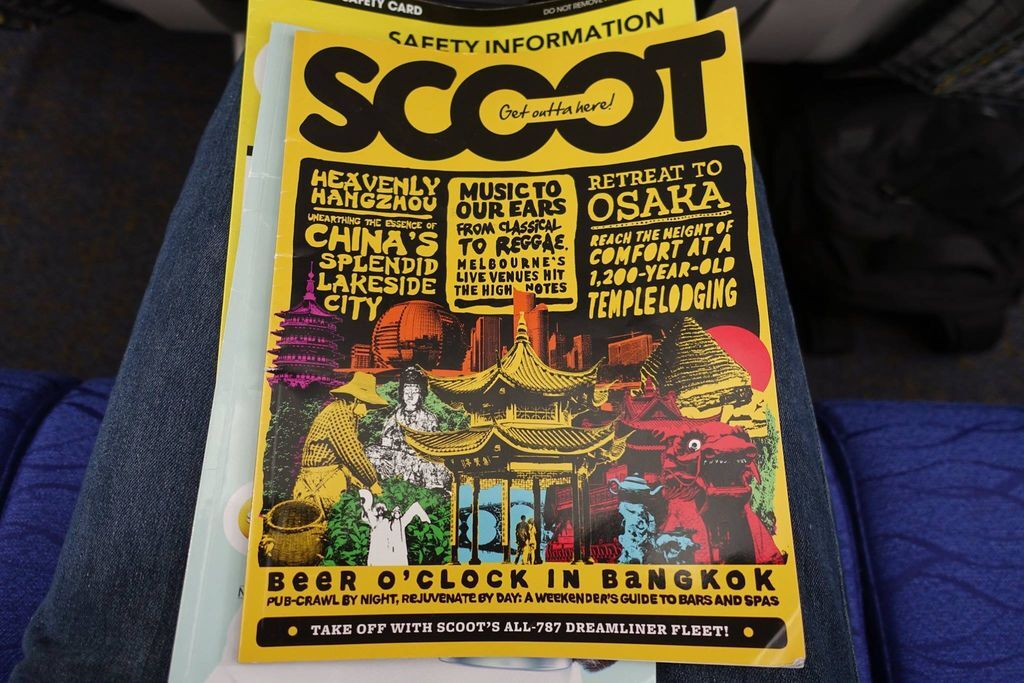 SAFETY CARD
DO NOT REMOVE
SAFETY INFORMATION
SCOOT
Get outta here!
HEAVENLY
HANGZHOU
UNEARTHING THE ESSENCE OF
CHINA'S
SPLENDID
LAKESIDE
CITY
MUSIC TO
OUR EARS
FROM CLASSICAL
TO REGGAE,
MELBOURNE'S
LIVE VENUES HIT
THE HIGH NOTES
RETREAT TO
OSAKA
REACH THE HEIGHT OF
COMFORT AT A
1,200-YEAR-OLD
TEMPLE LODGING
BEER O'CLOCK IN BANGKOK
PUB-CRAWL BY NIGHT, REJUVENATE BY DAY: A WEEKENDER'S GUIDE TO BARS AND SPAS
TAKE OFF WITH SCOOT'S ALL-787 DREAMLINER FLEET!